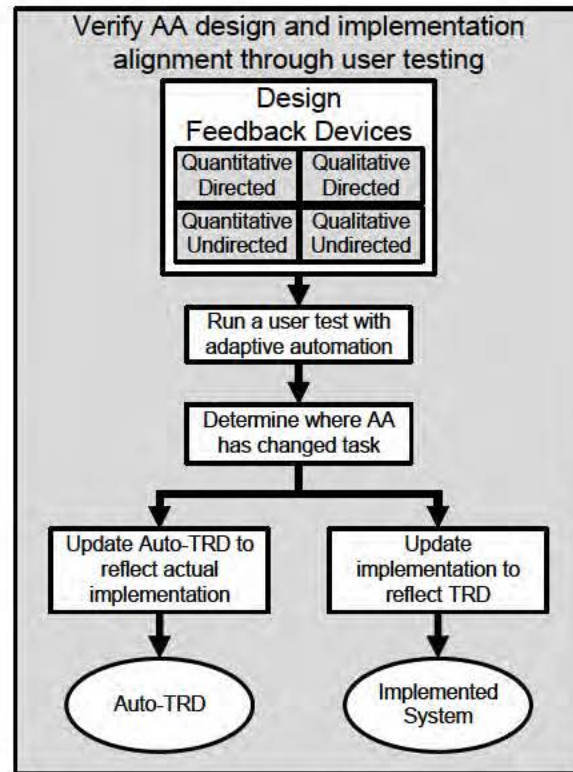 Verify AA design and implementation
alignment through user testing
Design
Feedback Devices
Quantitative
Directed
Qualitative
Directed
Quantitative
Undirected
Qualitative
Undirected
Run a user test with
adaptive automation
Determine where AA
has changed task
Update Auto-TRD to
reflect actual
implementation
Update
implementation to
reflect TRD
Auto-TRD
Implemented
System